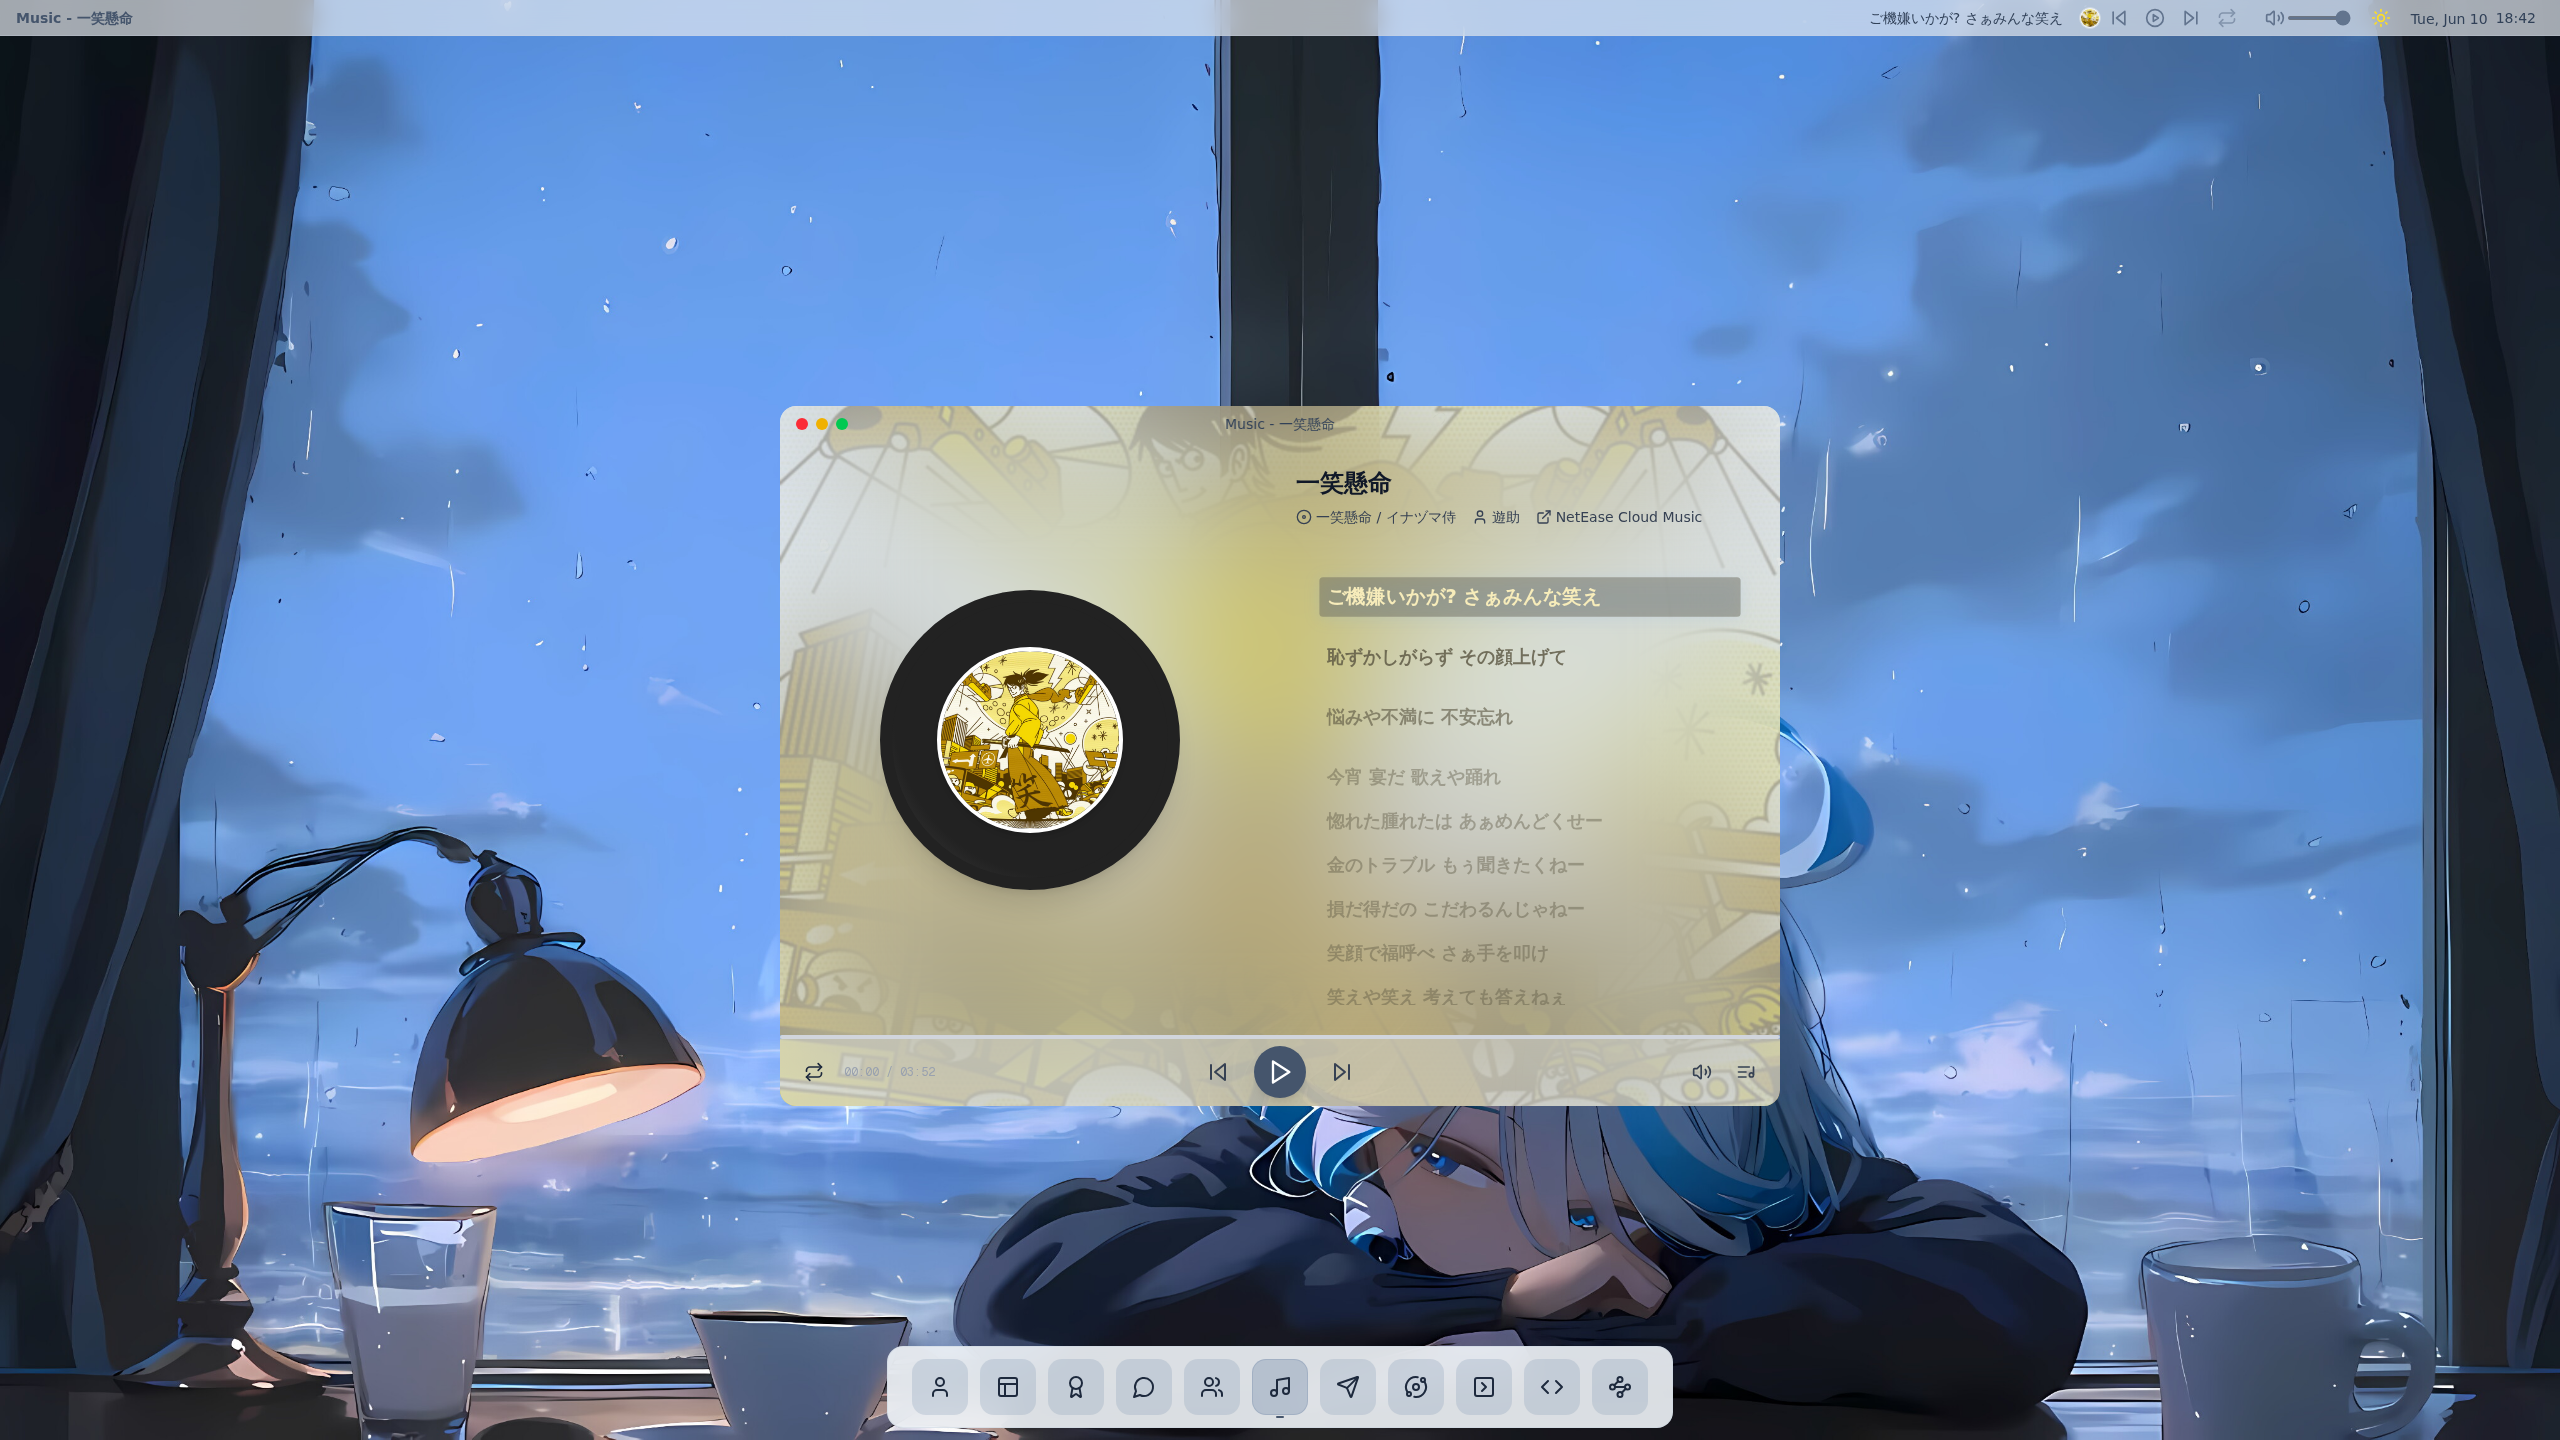 Music - 一笑懸命
ご機嫌いかが? さぁみんな笑え
Tue, Jun 10 18:42
Music - 一笑懸命
一笑懸命
一笑懸命 / イナヅマ侍 遊助 NetEase Cloud Music
ご機嫌いかが? さぁみんな笑え
恥ずかしがらず その顔上げて
悩みや不満に 不安忘れ
今宵 宴だ 歌えや踊れ
惚れた腫れたは あぁめんどくせー
金のトラブル もぅ聞きたくねー
損だ得だの こだわるんじゃねー
笑顔で福呼べ さぁ手を叩け
笑えや笑え 考えても答えねぇ
笑
00:00 / 03:52